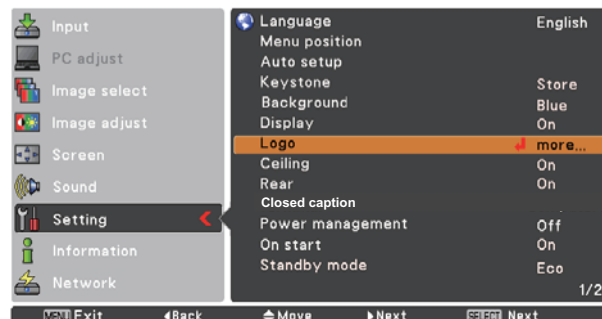 Input
PC adjust
Image select
Image adjust
Screen
Sound
Setting
Information
Network
Language English
Menu position
Auto setup
Keystone Store
Background Blue
Display On
Logo more...
Ceiling On
Rear On
Closed caption
Power management Off
On start On
Standby mode Eco
1/2
MENU Exit Back Move Next SELECT Next